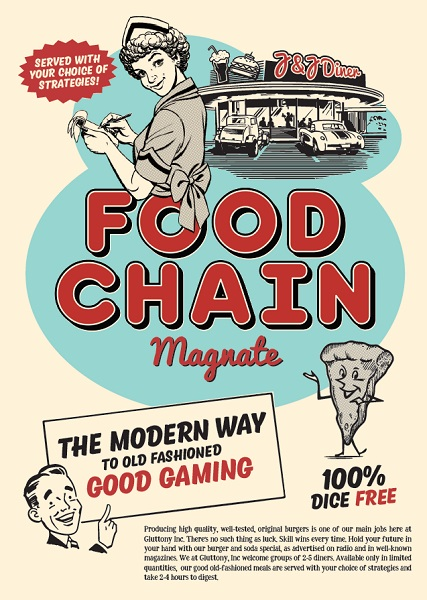 SERVED WITH
YOUR CHOICE OF
STRATEGIES!
J & J Diner
FOOD
CHAIN
Magnate
THE MODERN WAY
TO OLD FASHIONED
GOOD GAMING
100%
DICE FREE
Producing high quality, well-tested, original burgers is one of our main jobs here at
Gluttony Inc. Theres no such thing as luck. Skill wins every time. Hold your future in
your hand with our burger and soda special, as advertised on radio and in well-known
magazines. We at Gluttony, Inc welcome groups of 2-5 diners. Available only in limited
quantities, our good old-fashioned meals are served with your choice of strategies and
take 2-4 hours to digest.